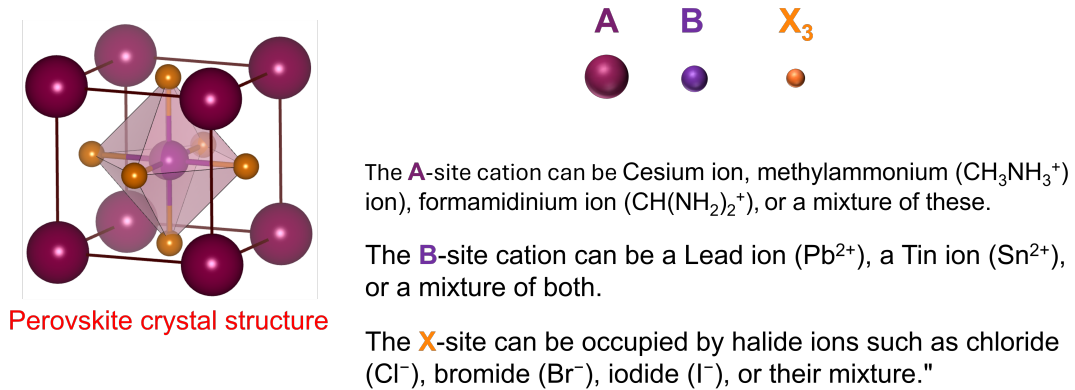 A B X₃
The A-site cation can be Cesium ion, methylammonium (CH₃NH₃⁺)
ion), formamidinium ion (CH(NH₂)₂⁺), or a mixture of these.
The B-site cation can be a Lead ion (Pb²⁺), a Tin ion (Sn²⁺),
or a mixture of both.
Perovskite crystal structure
The X-site can be occupied by halide ions such as chloride
(Cl⁻), bromide (Br⁻), iodide (I⁻), or their mixture."